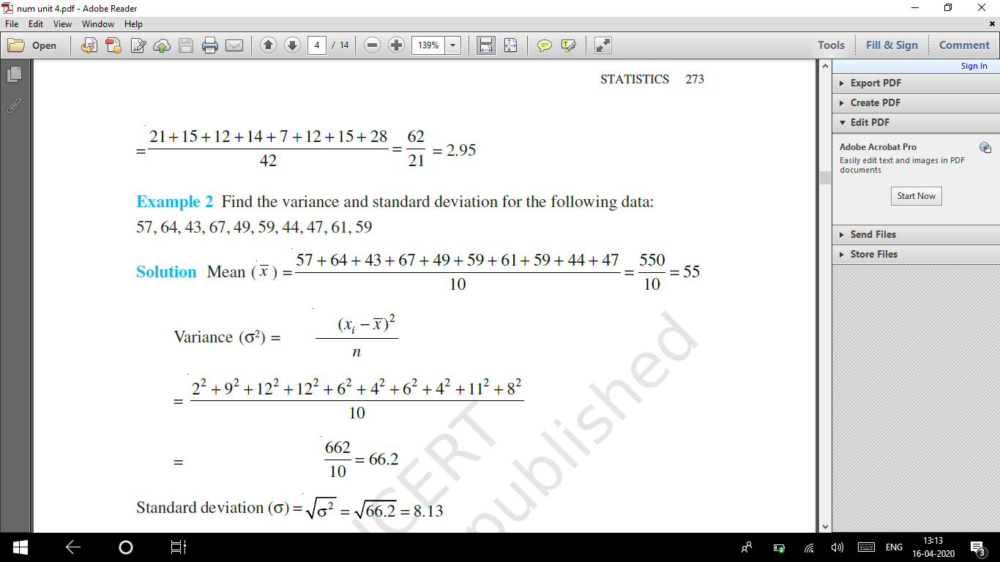 num unit 4.pdf - Adobe Reader
File Edit View Window Help
Open 4 / 14 139% Tools Fill & Sign Comment
Sign In
Export PDF
Create PDF
Edit PDF
Adobe Acrobat Pro
Easily edit text and images in PDF
documents
Start Now
Send Files
Store Files
STATISTICS 273
= (21 + 15 + 12 + 14 + 7 + 12 + 15 + 28)/42 = 62/21 = 2.95
Example 2 Find the variance and standard deviation for the following data:
57, 64, 43, 67, 49, 59, 44, 47, 61, 59
Solution Mean (x̅) = (57 + 64 + 43 + 67 + 49 + 59 + 61 + 59 + 44 + 47)/10 = 550/10 = 55
Variance (σ²) = (xᵢ − x̅)²/n
= (2² + 9² + 12² + 12² + 6² + 4² + 6² + 4² + 11² + 8²)/10
= 662/10 = 66.2
Standard deviation (σ) = √σ² = √66.2 = 8.13
published
ENG
13:13
16-04-2020
3